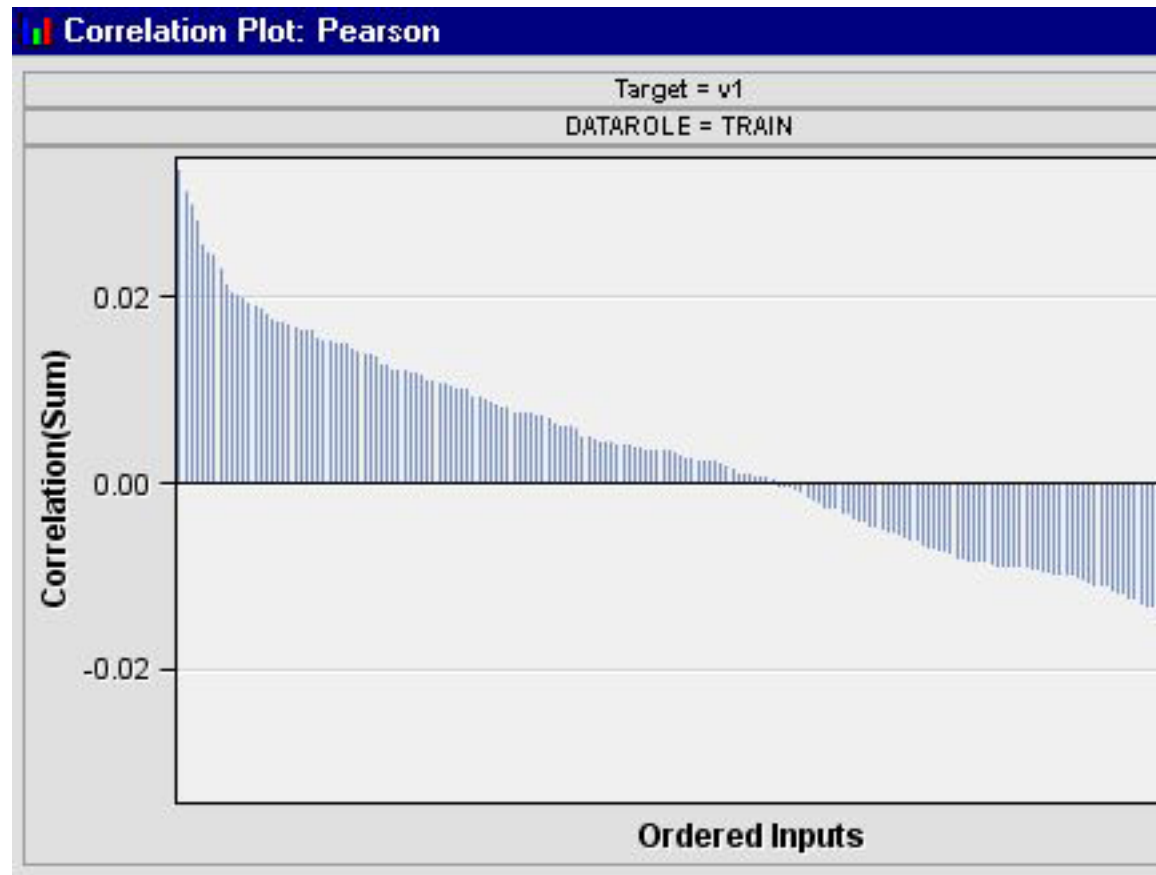 Correlation Plot: Pearson
Target = v1
DATAROLE = TRAIN
Correlation(Sum)
0.02
0.00
-0.02
Ordered Inputs